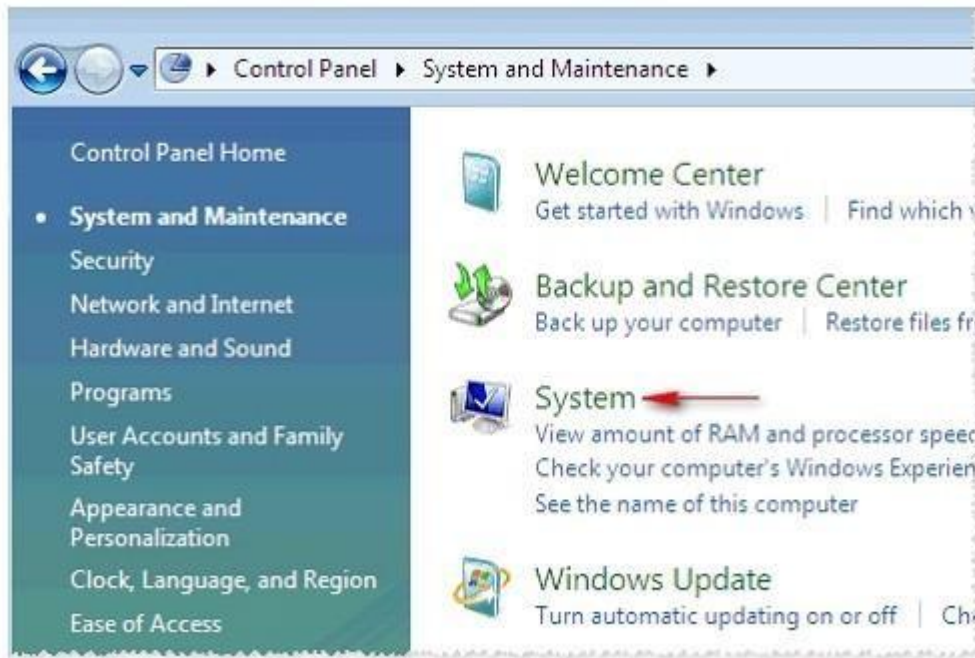 Control Panel System and Maintenance
Control Panel Home
System and Maintenance
Security
Network and Internet
Hardware and Sound
Programs
User Accounts and Family
Safety
Appearance and
Personalization
Clock, Language, and Region
Ease of Access
Welcome Center
Get started with Windows | Find which
Backup and Restore Center
Back up your computer | Restore files
System
View amount of RAM and processor speed
Check your computer's Windows
See the name of this computer
Windows Update
Turn automatic updating on or off |